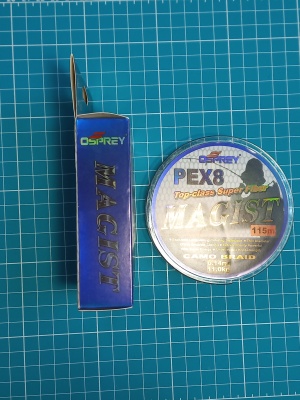 OSPREY
MAGIST
OSPREY
PEX8
Top-class Super
MAGIST
115m
CAMO BRAID